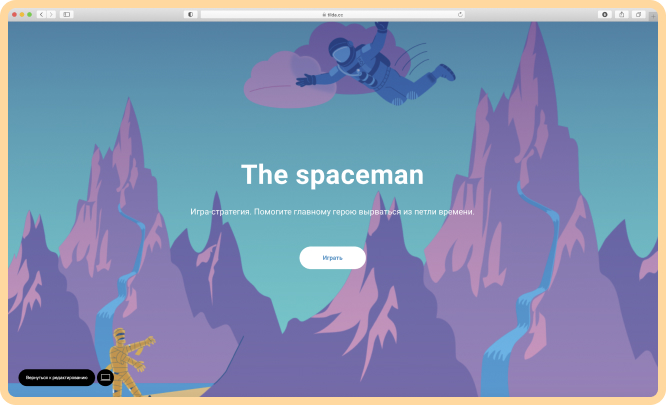 tilda.cc
The spaceman
Игра-стратегия. Помогите главному герою вырваться из петли времени.
Играть
Вернуться к редактированию